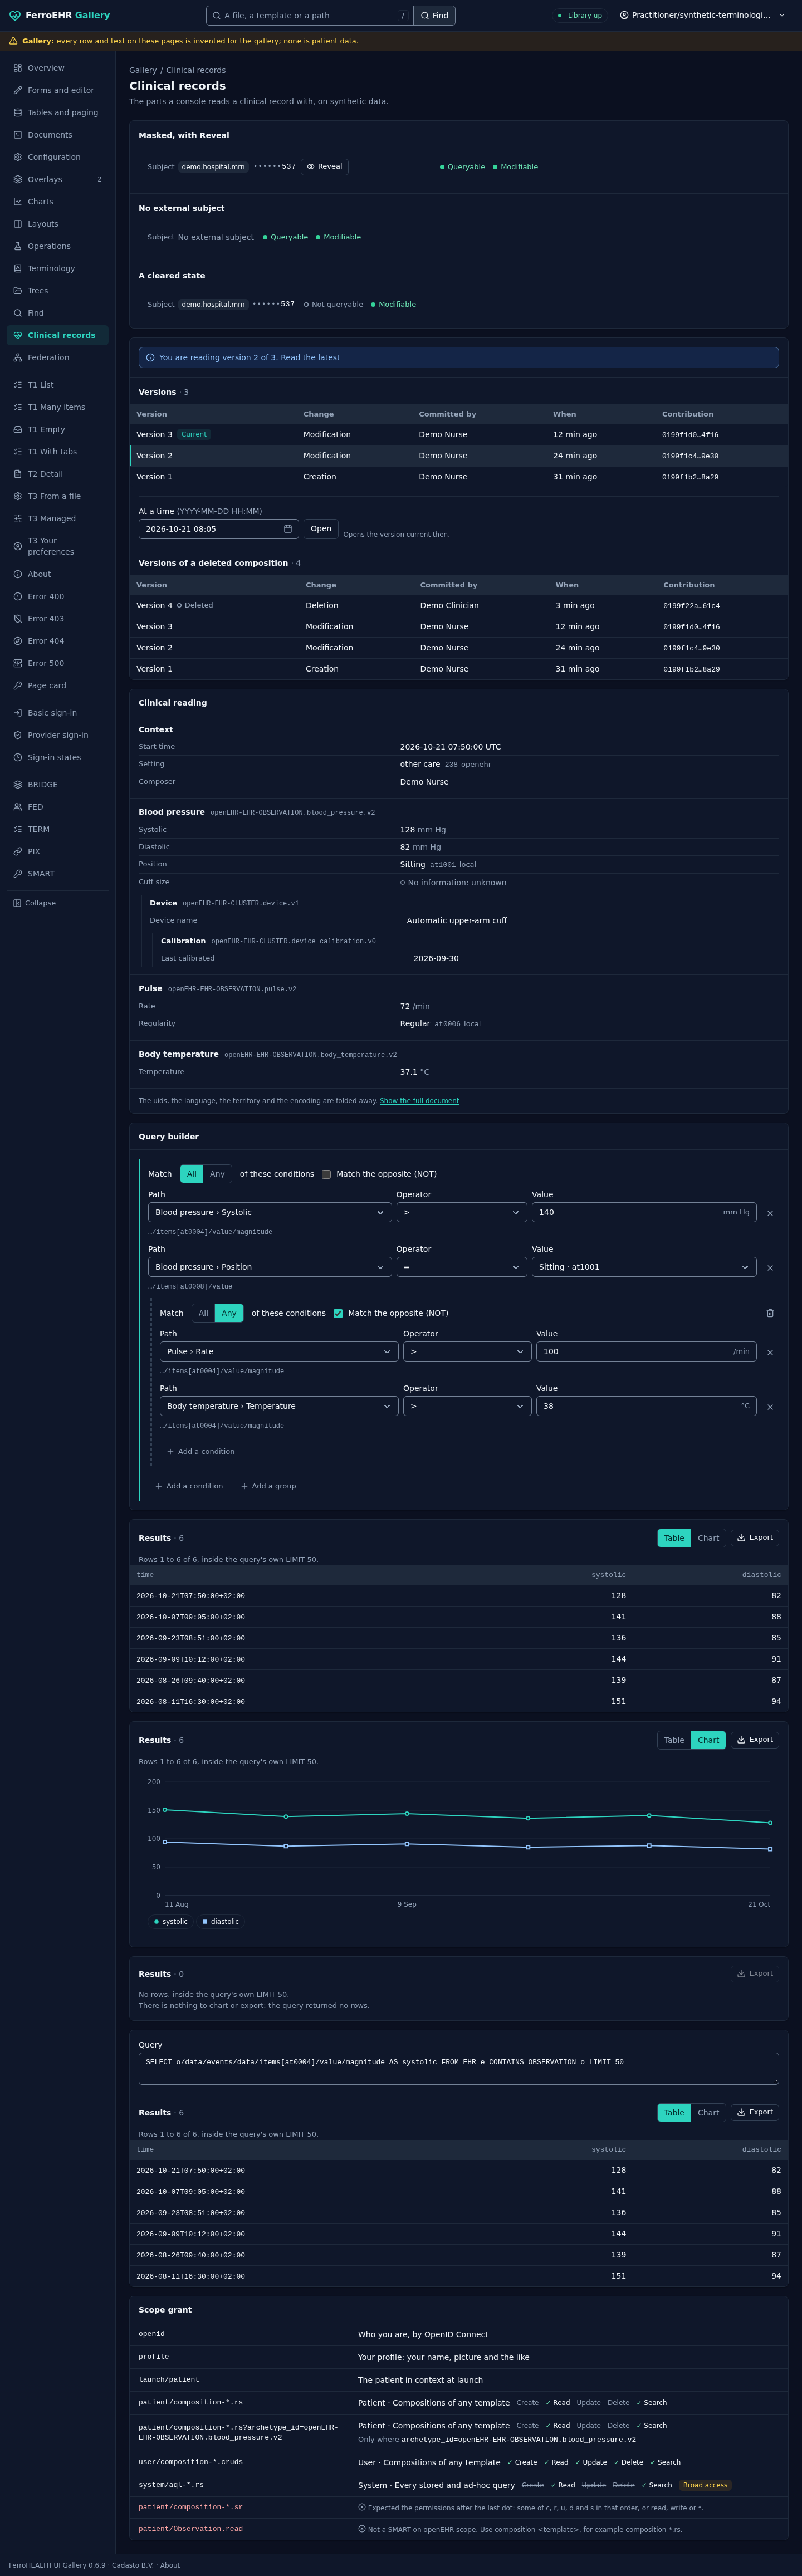 FerroEHR Gallery
A file, a template or a path
/
Find
Library up
Practitioner/synthetic-terminologi...
Gallery: every row and text on these pages is invented for the gallery; none is patient data.
Overview
Forms and editor
Tables and paging
Documents
Configuration
Overlays 2
Charts –
Layouts
Operations
Terminology
Trees
Find
Clinical records
Federation
T1 List
T1 Many items
T1 Empty
T1 With tabs
T2 Detail
T3 From a file
T3 Managed
T3 Your
preferences
About
Error 400
Error 403
Error 404
Error 500
Page card
Basic sign-in
Provider sign-in
Sign-in states
BRIDGE
FED
TERM
PIX
SMART
Collapse
Gallery / Clinical records
Clinical records
The parts a console reads a clinical record with, on synthetic data.
Masked, with Reveal
Subject demo.hospital.mrn ••••••537 Reveal Queryable Modifiable
No external subject
Subject No external subject Queryable Modifiable
A cleared state
Subject demo.hospital.mrn ••••••537 Not queryable Modifiable
You are reading version 2 of 3. Read the latest
Versions · 3
Version Change Committed by When Contribution
Version 3 Current Modification Demo Nurse 12 min ago 0199f1d0…4f16
Version 2 Modification Demo Nurse 24 min ago 0199f1c4…9e30
Version 1 Creation Demo Nurse 31 min ago 0199f1b2…8a29
At a time (YYYY-MM-DD HH:MM)
2026-10-21 08:05 Open Opens the version current then.
Versions of a deleted composition · 4
Version Change Committed by When Contribution
Version 4 Deleted Deletion Demo Clinician 3 min ago 0199f22a…61c4
Version 3 Modification Demo Nurse 12 min ago 0199f1d0…4f16
Version 2 Modification Demo Nurse 24 min ago 0199f1c4…9e30
Version 1 Creation Demo Nurse 31 min ago 0199f1b2…8a29
Clinical reading
Context
Start time 2026-10-21 07:50:00 UTC
Setting other care 238 openehr
Composer Demo Nurse
Blood pressure openEHR-EHR-OBSERVATION.blood_pressure.v2
Systolic 128 mm Hg
Diastolic 82 mm Hg
Position Sitting at1001 local
Cuff size No information: unknown
Device openEHR-EHR-CLUSTER.device.v1
Device name Automatic upper-arm cuff
Calibration openEHR-EHR-CLUSTER.device_calibration.v0
Last calibrated 2026-09-30
Pulse openEHR-EHR-OBSERVATION.pulse.v2
Rate 72 /min
Regularity Regular at0006 local
Body temperature openEHR-EHR-OBSERVATION.body_temperature.v2
Temperature 37.1 °C
The uids, the language, the territory and the encoding are folded away. Show the full document
Query builder
Match All Any of these conditions Match the opposite (NOT)
Path Operator Value
Blood pressure › Systolic > 140 mm Hg
…/items[at0004]/value/magnitude
Path Operator Value
Blood pressure › Position = Sitting · at1001
…/items[at0008]/value
Match All Any of these conditions Match the opposite (NOT)
Path Operator Value
Pulse › Rate > 100 /min
…/items[at0004]/value/magnitude
Path Operator Value
Body temperature › Temperature > 38 °C
…/items[at0004]/value/magnitude
Add a condition
Add a condition Add a group
Results · 6 Table Chart Export
Rows 1 to 6 of 6, inside the query's own LIMIT 50.
time systolic diastolic
2026-10-21T07:50:00+02:00 128 82
2026-10-07T09:05:00+02:00 141 88
2026-09-23T08:51:00+02:00 136 85
2026-09-09T10:12:00+02:00 144 91
2026-08-26T09:40:00+02:00 139 87
2026-08-11T16:30:00+02:00 151 94
Results · 6 Table Chart Export
Rows 1 to 6 of 6, inside the query's own LIMIT 50.
200
150
100
50
0
11 Aug 9 Sep 21 Oct
systolic diastolic
Results · 0 Export
No rows, inside the query's own LIMIT 50.
There is nothing to chart or export: the query returned no rows.
Query
SELECT o/data/events/data/items[at0004]/value/magnitude AS systolic FROM EHR e CONTAINS OBSERVATION o LIMIT 50
Results · 6 Table Chart Export
Rows 1 to 6 of 6, inside the query's own LIMIT 50.
time systolic diastolic
2026-10-21T07:50:00+02:00 128 82
2026-10-07T09:05:00+02:00 141 88
2026-09-23T08:51:00+02:00 136 85
2026-09-09T10:12:00+02:00 144 91
2026-08-26T09:40:00+02:00 139 87
2026-08-11T16:30:00+02:00 151 94
Scope grant
openid Who you are, by OpenID Connect
profile Your profile: your name, picture and the like
launch/patient The patient in context at launch
patient/composition-*.rs Patient · Compositions of any template Create ✓ Read Update Delete ✓ Search
patient/composition-*.rs?archetype_id=openEHR-EHR-OBSERVATION.blood_pressure.v2 Patient · Compositions of any template Create ✓ Read Update Delete ✓ Search
Only where archetype_id=openEHR-EHR-OBSERVATION.blood_pressure.v2
user/composition-*.cruds User · Compositions of any template ✓ Create ✓ Read ✓ Update ✓ Delete ✓ Search
system/aql-*.rs System · Every stored and ad-hoc query Create ✓ Read Update Delete ✓ Search Broad access
patient/composition-*.sr Expected the permissions after the last dot: some of c, r, u, d and s in that order, or read, write or *.
patient/Observation.read Not a SMART on openEHR scope. Use composition-<template>, for example composition-*.rs.
FerroHEALTH UI Gallery 0.6.9 · Cadasto B.V. · About